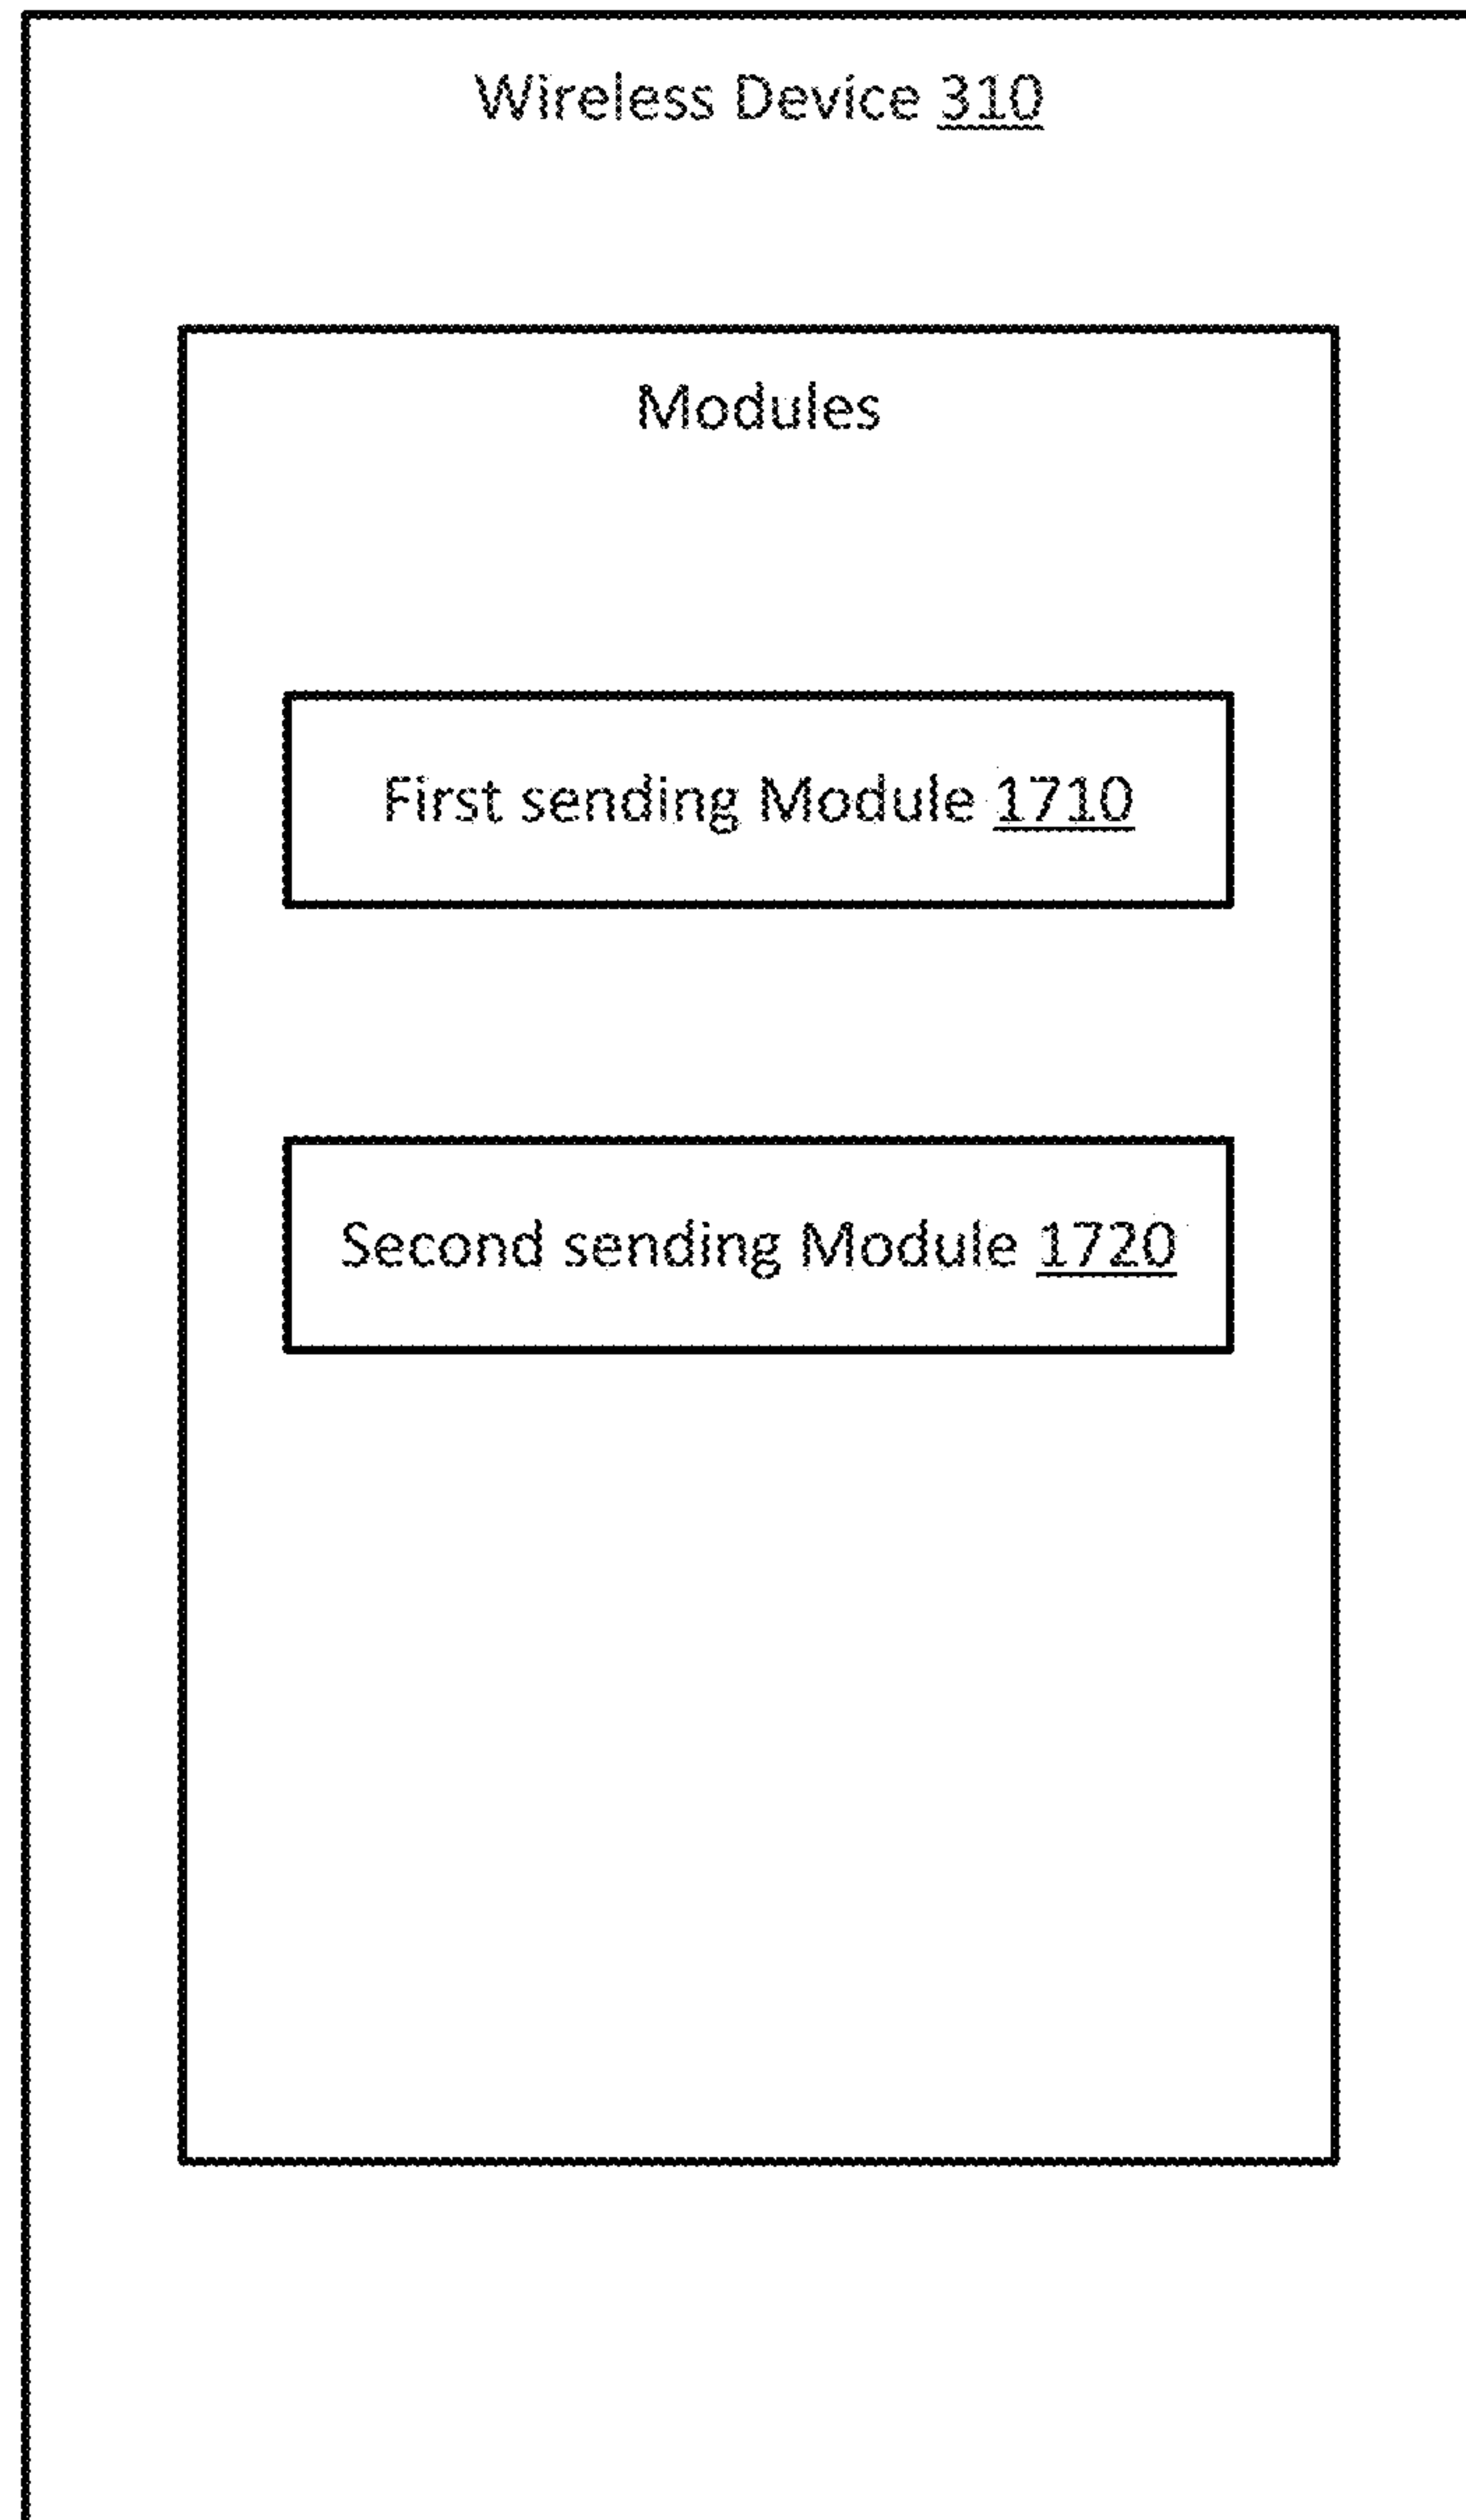 Wireless Device 310
Modules
First sending Module 1710
Second sending Module 1720